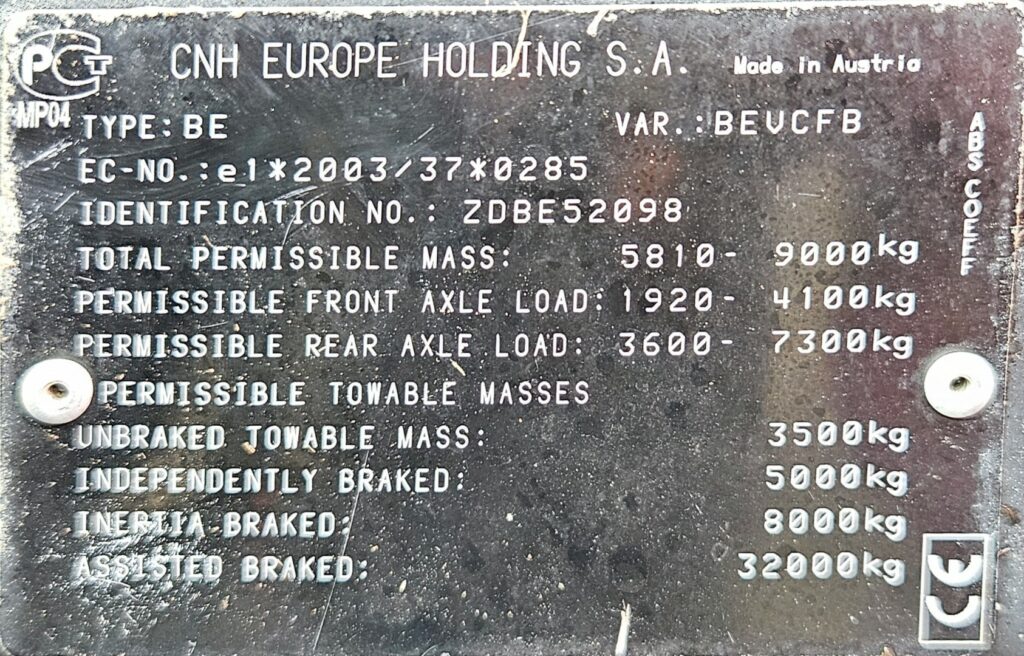 PCT
MP04
CNH EUROPE HOLDING S.A. Made in Austria
TYPE: BE VAR.: BEVCFB
EC-NO.: e1*2003/37*0285
IDENTIFICATION NO.: ZDBE52098
TOTAL PERMISSIBLE MASS: 5810- 9000kg
PERMISSIBLE FRONT AXLE LOAD: 1920- 4100kg
PERMISSIBLE REAR AXLE LOAD: 3600- 7300kg
PERMISSIBLE TOWABLE MASSES
UNBRAKED TOWABLE MASS: 3500kg
INDEPENDENTLY BRAKED: 5000kg
INERTIA BRAKED: 8000kg
ASSISTED BRAKED: 32000kg
ABS COEFF
CE